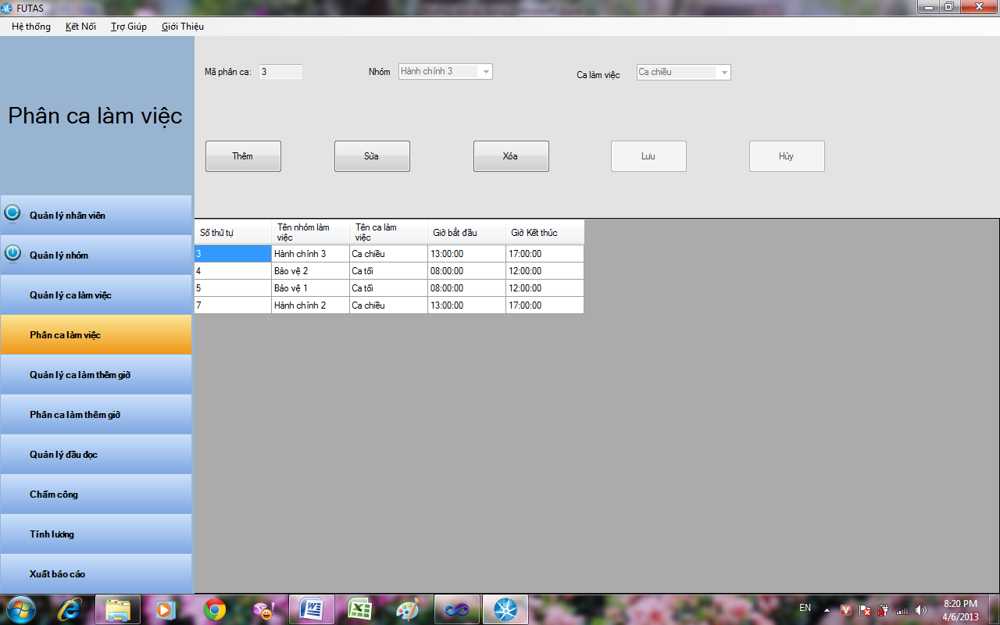 FUTAS
Hệ thống Kết Nối Trợ Giúp Giới Thiệu
Mã phân ca: 3 Nhóm Hành chính 3 Ca làm việc Ca chiều
Phân ca làm việc
Thêm Sửa Xóa Lưu Hủy
Quản lý nhân viên
Quản lý nhóm
Quản lý ca làm việc
Phân ca làm việc
Quản lý ca làm thêm giờ
Phân ca làm thêm giờ
Quản lý đầu đọc
Chấm công
Tính lương
Xuất báo cáo
Số thứ tự Tên nhóm làm việc Tên ca làm việc Giờ bắt đầu Giờ Kết thúc
3 Hành chính 3 Ca chiều 13:00:00 17:00:00
4 Bảo vệ 2 Ca tối 08:00:00 12:00:00
5 Bảo vệ 1 Ca tối 08:00:00 12:00:00
7 Hành chính 2 Ca chiều 13:00:00 17:00:00
EN
8:20 PM
4/6/2013